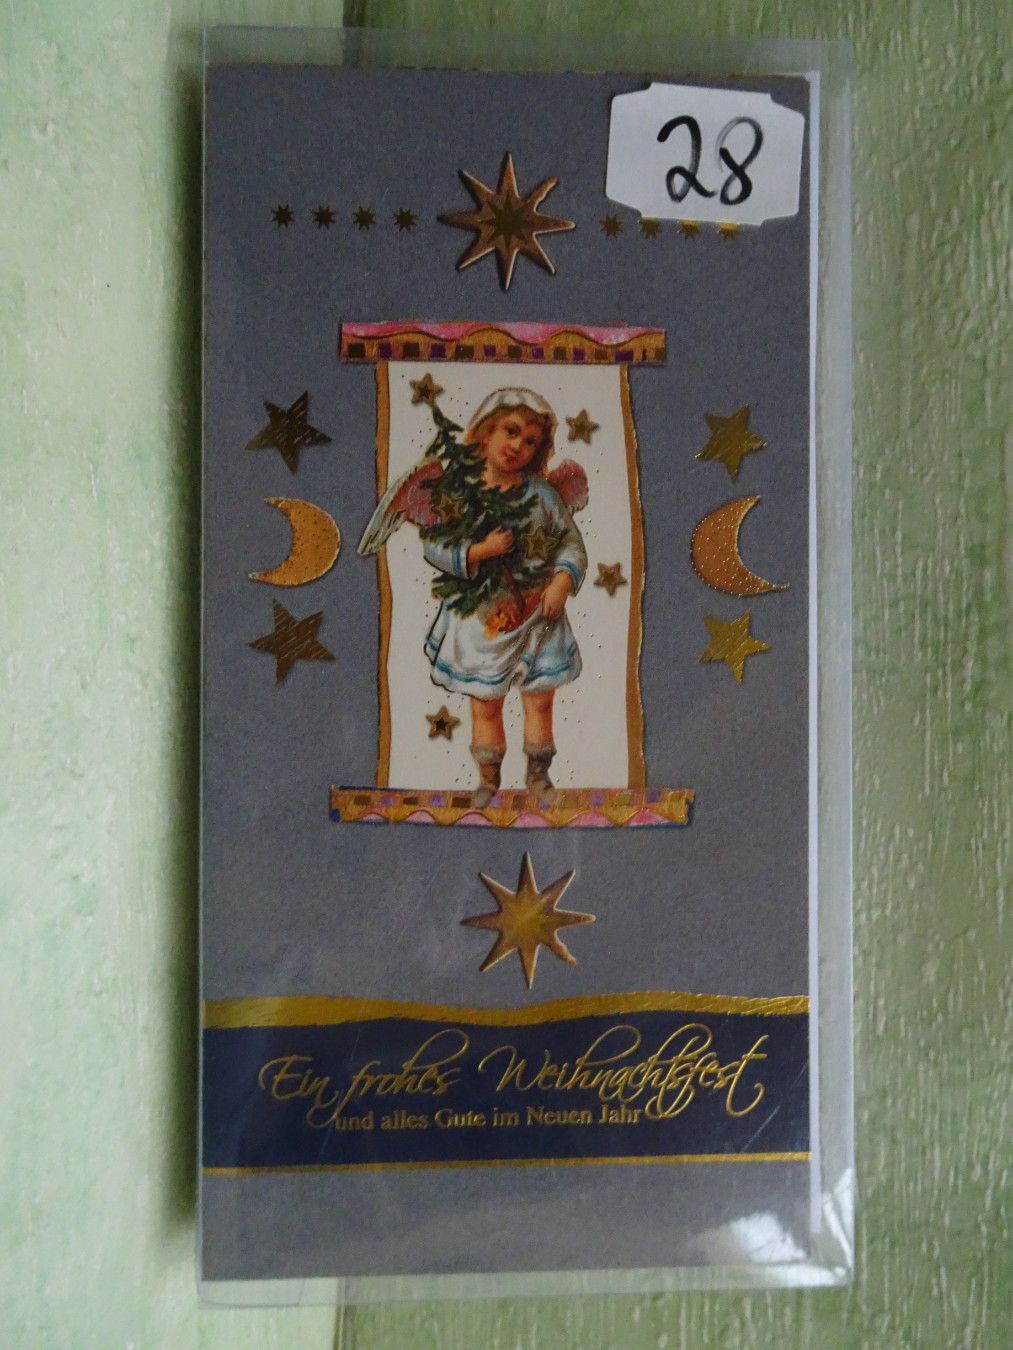 28
Ein frohes Weihnachtsfest
und alles Gute im Neuen Jahr